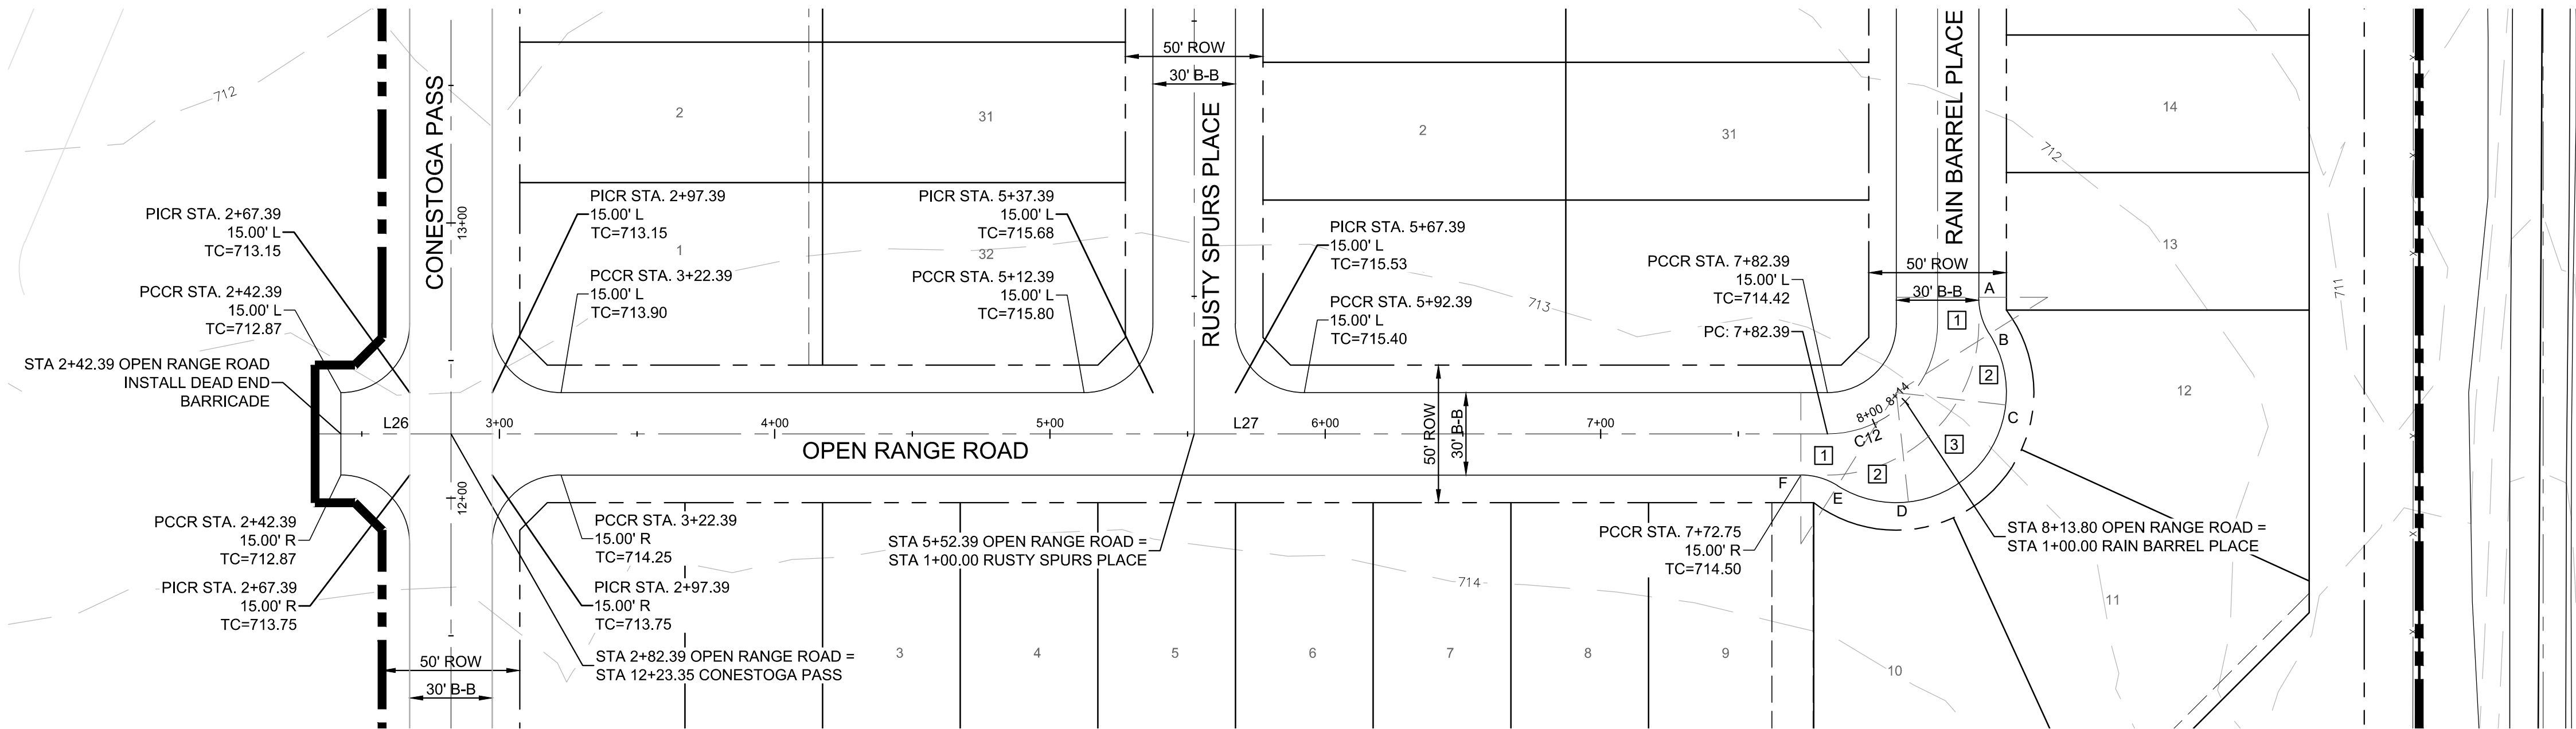 712
CONESTOGA PASS
13+00
12+00
2
31
50' ROW
30' B-B
RUSTY SPURS PLACE
2
31
RAIN BARREL PLACE
14
712
13
711
12
11
10
PICR STA. 2+67.39
15.00' L
TC=713.15
PCCR STA. 2+42.39
15.00' L
TC=712.87
STA 2+42.39 OPEN RANGE ROAD
INSTALL DEAD END
BARRICADE
PICR STA. 2+97.39
15.00' L
TC=713.15
1
32
PCCR STA. 3+22.39
15.00' L
TC=713.90
PICR STA. 5+37.39
15.00' L
TC=715.68
PCCR STA. 5+12.39
15.00' L
TC=715.80
PICR STA. 5+67.39
15.00' L
TC=715.53
PCCR STA. 5+92.39
15.00' L
TC=715.40
713
PCCR STA. 7+82.39
15.00' L
TC=714.42
PC: 7+82.39
50' ROW
30' B-B
A
1
B
2
C
3
D
E
F
1
2
8+00
8+14
C12
L26
3+00
4+00
5+00
L27
6+00
7+00
OPEN RANGE ROAD
50' ROW
30' B-B
PCCR STA. 2+42.39
15.00' R
TC=712.87
PICR STA. 2+67.39
15.00' R
TC=713.75
PCCR STA. 3+22.39
15.00' R
TC=714.25
PICR STA. 2+97.39
15.00' R
TC=713.75
STA 2+82.39 OPEN RANGE ROAD =
STA 12+23.35 CONESTOGA PASS
50' ROW
30' B-B
STA 5+52.39 OPEN RANGE ROAD =
STA 1+00.00 RUSTY SPURS PLACE
714
PCCR STA. 7+72.75
15.00' R
TC=714.50
STA 8+13.80 OPEN RANGE ROAD =
STA 1+00.00 RAIN BARREL PLACE
3
4
5
6
7
8
9
X
X
X
X
X